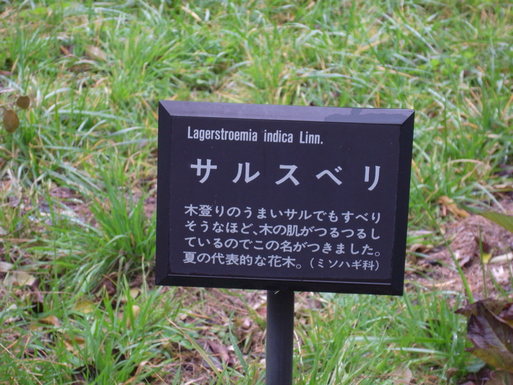 Lagerstroemia indica Linn.
サルスベリ
木登りのうまいサルでもすべり
そうなほど、木の肌がつるつるし
ているのでこの名がつきました。
夏の代表的な花木。(ミソハギ科)